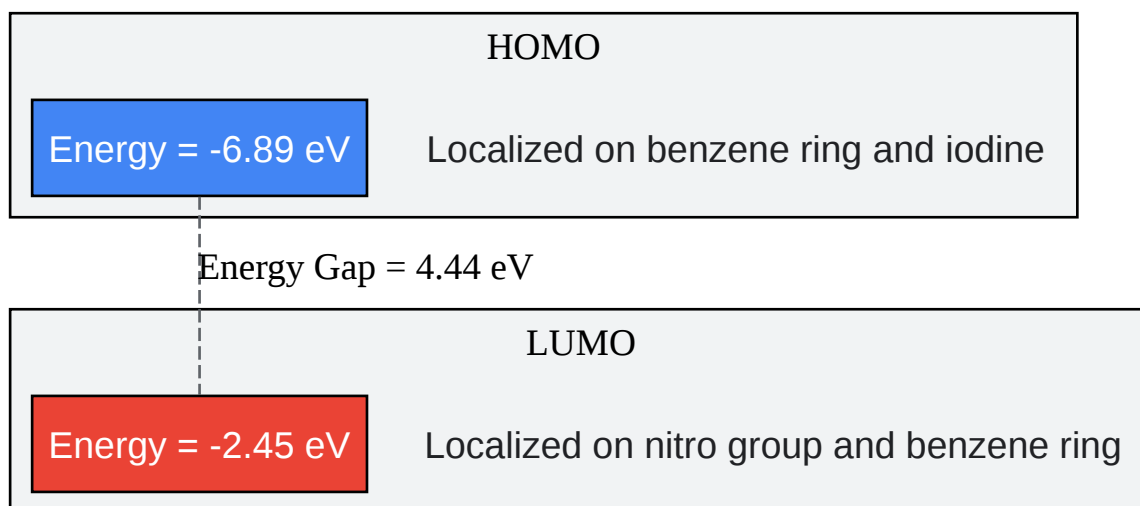 HOMO
Energy = -6.89 eV
Localized on benzene ring and iodine
Energy Gap = 4.44 eV
LUMO
Energy = -2.45 eV
Localized on nitro group and benzene ring